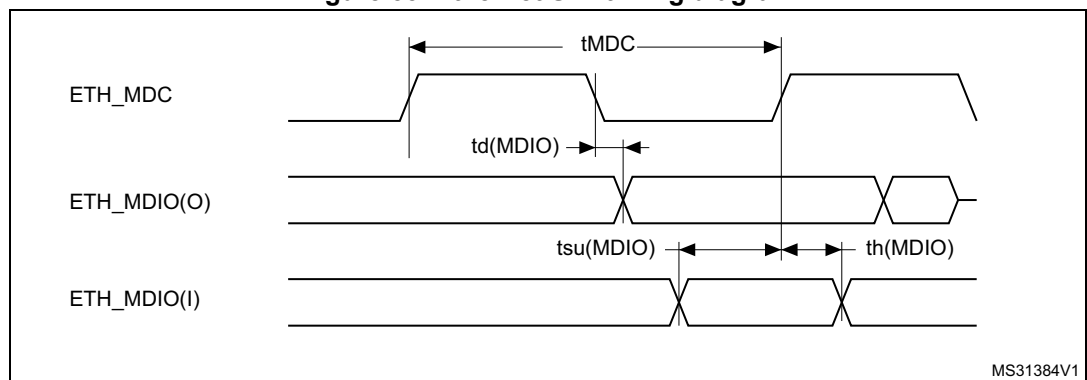 tMDC
ETH_MDC
td(MDIO)
ETH_MDIO(O)
tsu(MDIO)
th(MDIO)
ETH_MDIO(I)
MS31384V1